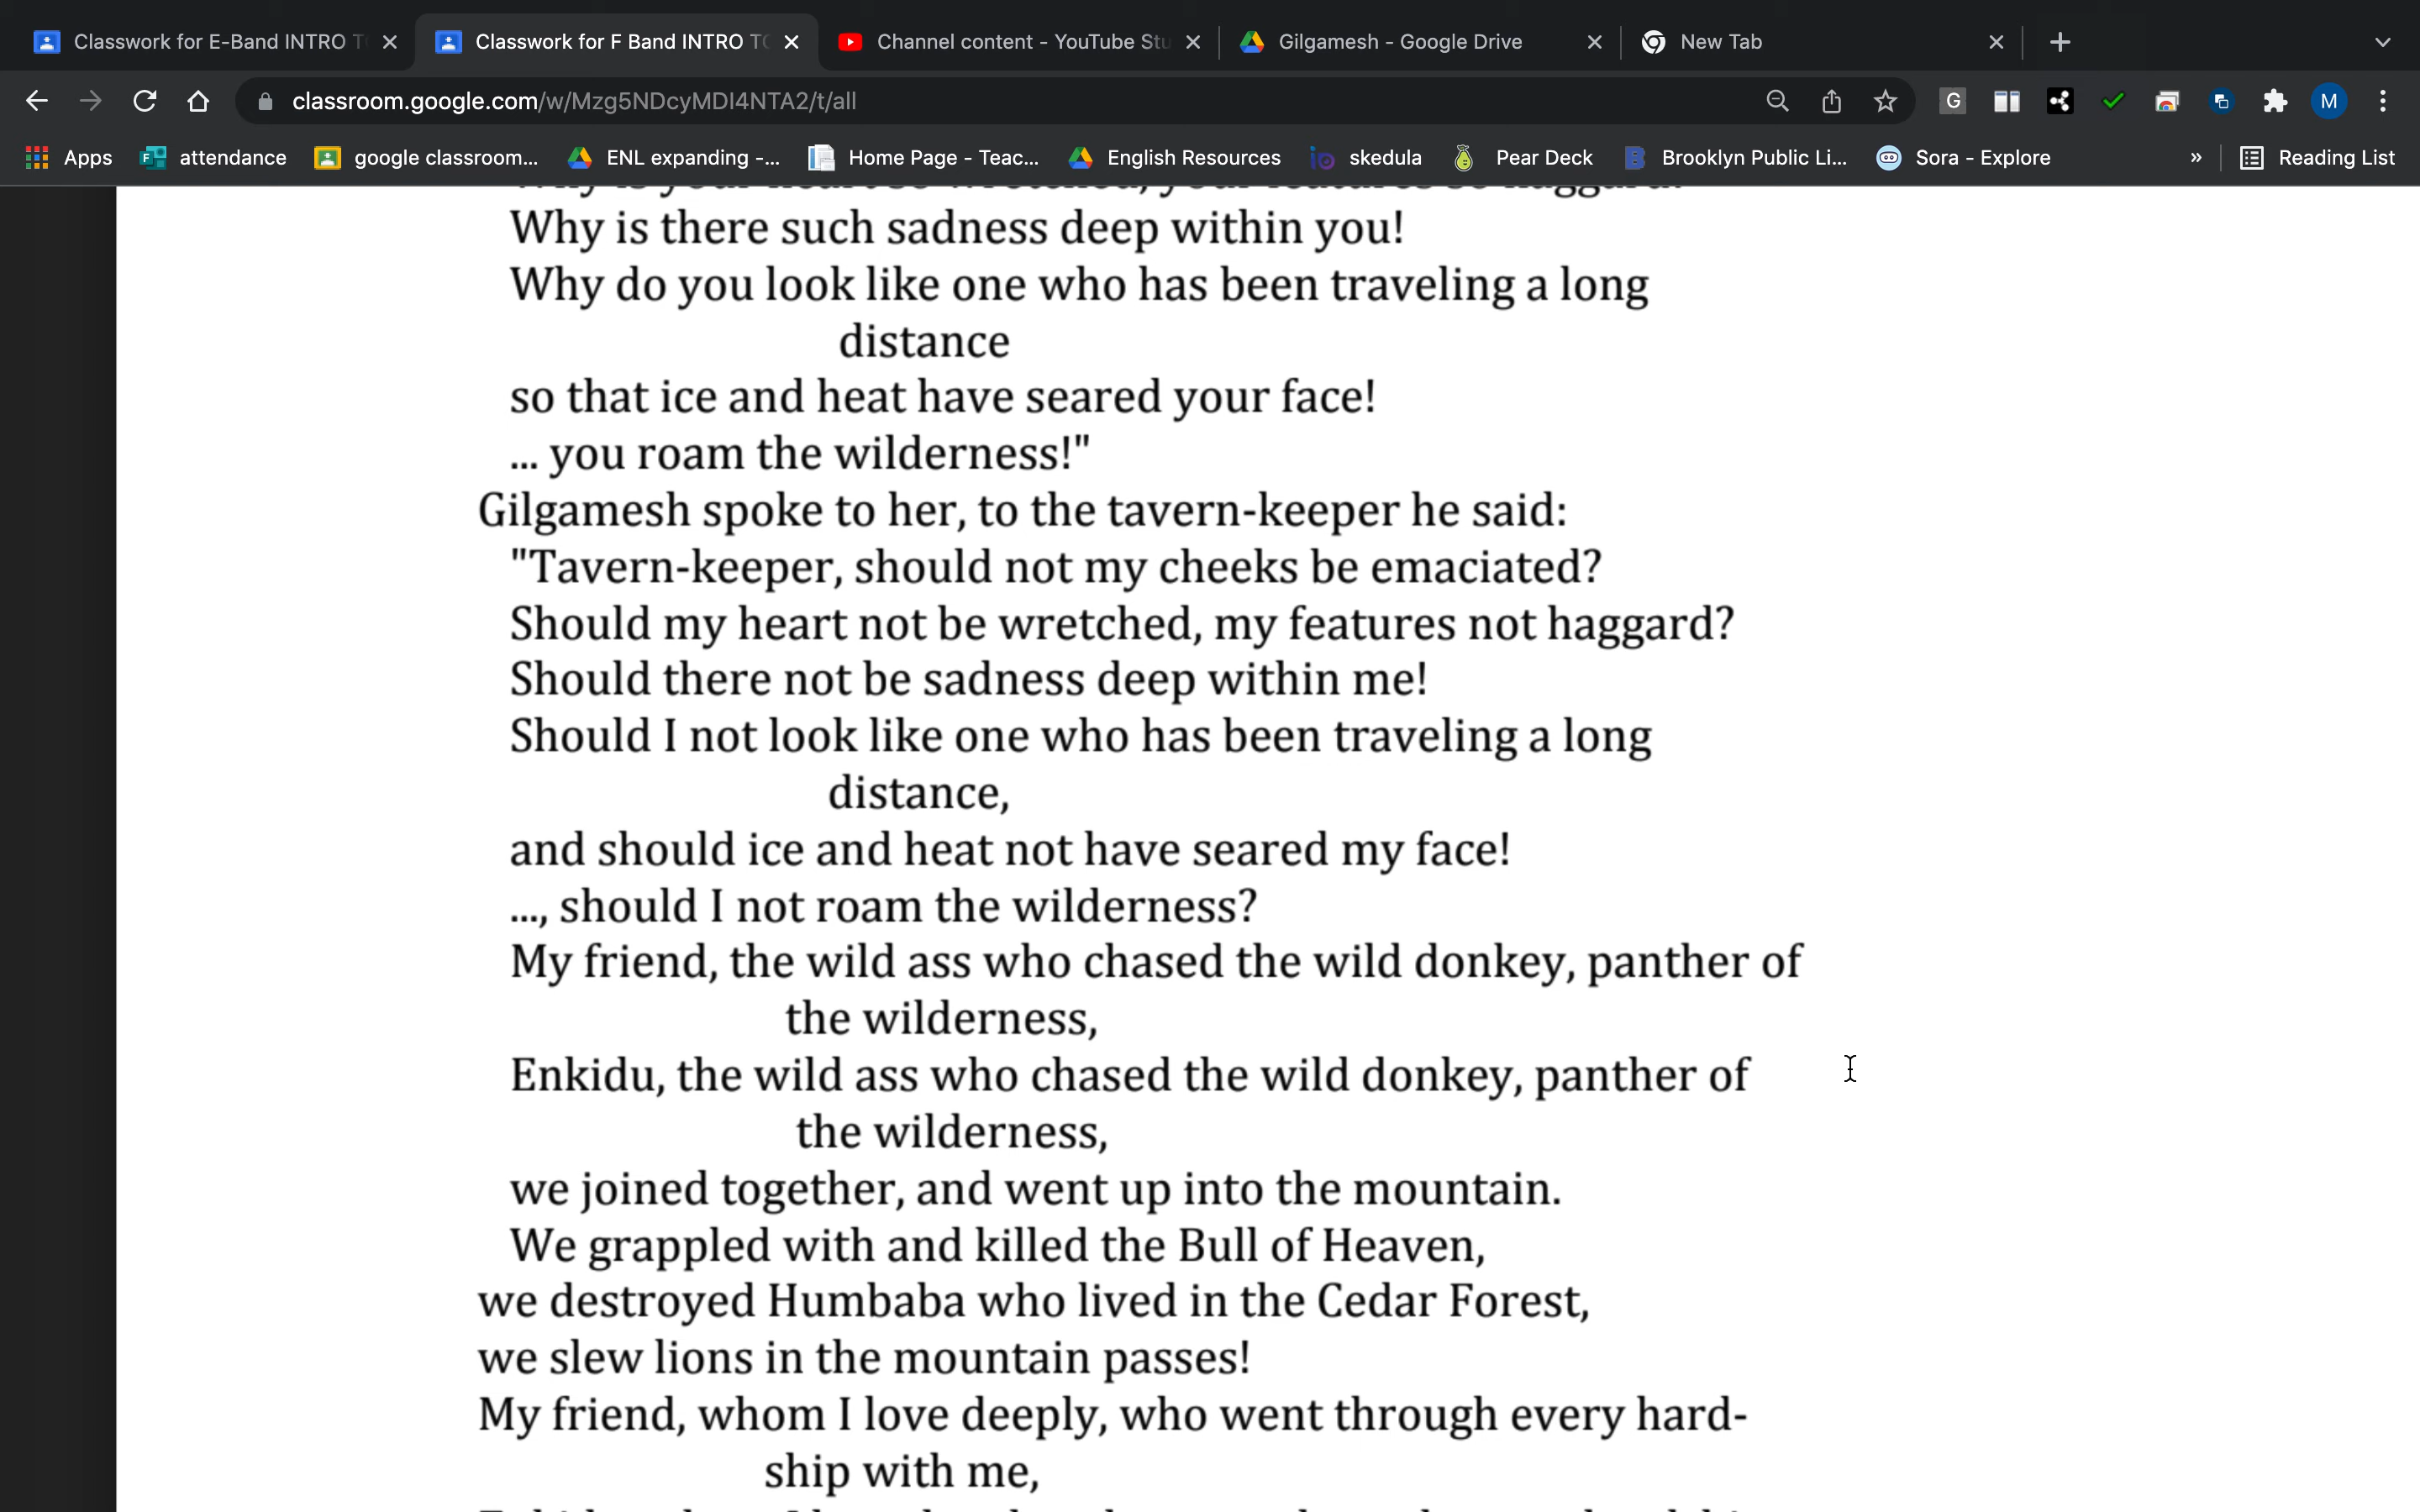 Classwork for E-Band INTRO T
Classwork for F Band INTRO TO
Channel content - YouTube Stu
Gilgamesh - Google Drive
New Tab
classroom.google.com/w/Mzg5NDcyMDI4NTA2/t/all
G
M
Apps
attendance
google classroom...
ENL expanding -...
Home Page - Teac...
English Resources
skedula
Pear Deck
Brooklyn Public Li...
Sora - Explore
»
Reading List
Why is there such sadness deep within you!
Why do you look like one who has been traveling a long
distance
so that ice and heat have seared your face!
... you roam the wilderness!"
Gilgamesh spoke to her, to the tavern-keeper he said:
"Tavern-keeper, should not my cheeks be emaciated?
Should my heart not be wretched, my features not haggard?
Should there not be sadness deep within me!
Should I not look like one who has been traveling a long
distance,
and should ice and heat not have seared my face!
..., should I not roam the wilderness?
My friend, the wild ass who chased the wild donkey, panther of
the wilderness,
Enkidu, the wild ass who chased the wild donkey, panther of
the wilderness,
we joined together, and went up into the mountain.
We grappled with and killed the Bull of Heaven,
we destroyed Humbaba who lived in the Cedar Forest,
we slew lions in the mountain passes!
My friend, whom I love deeply, who went through every hard-
ship with me,